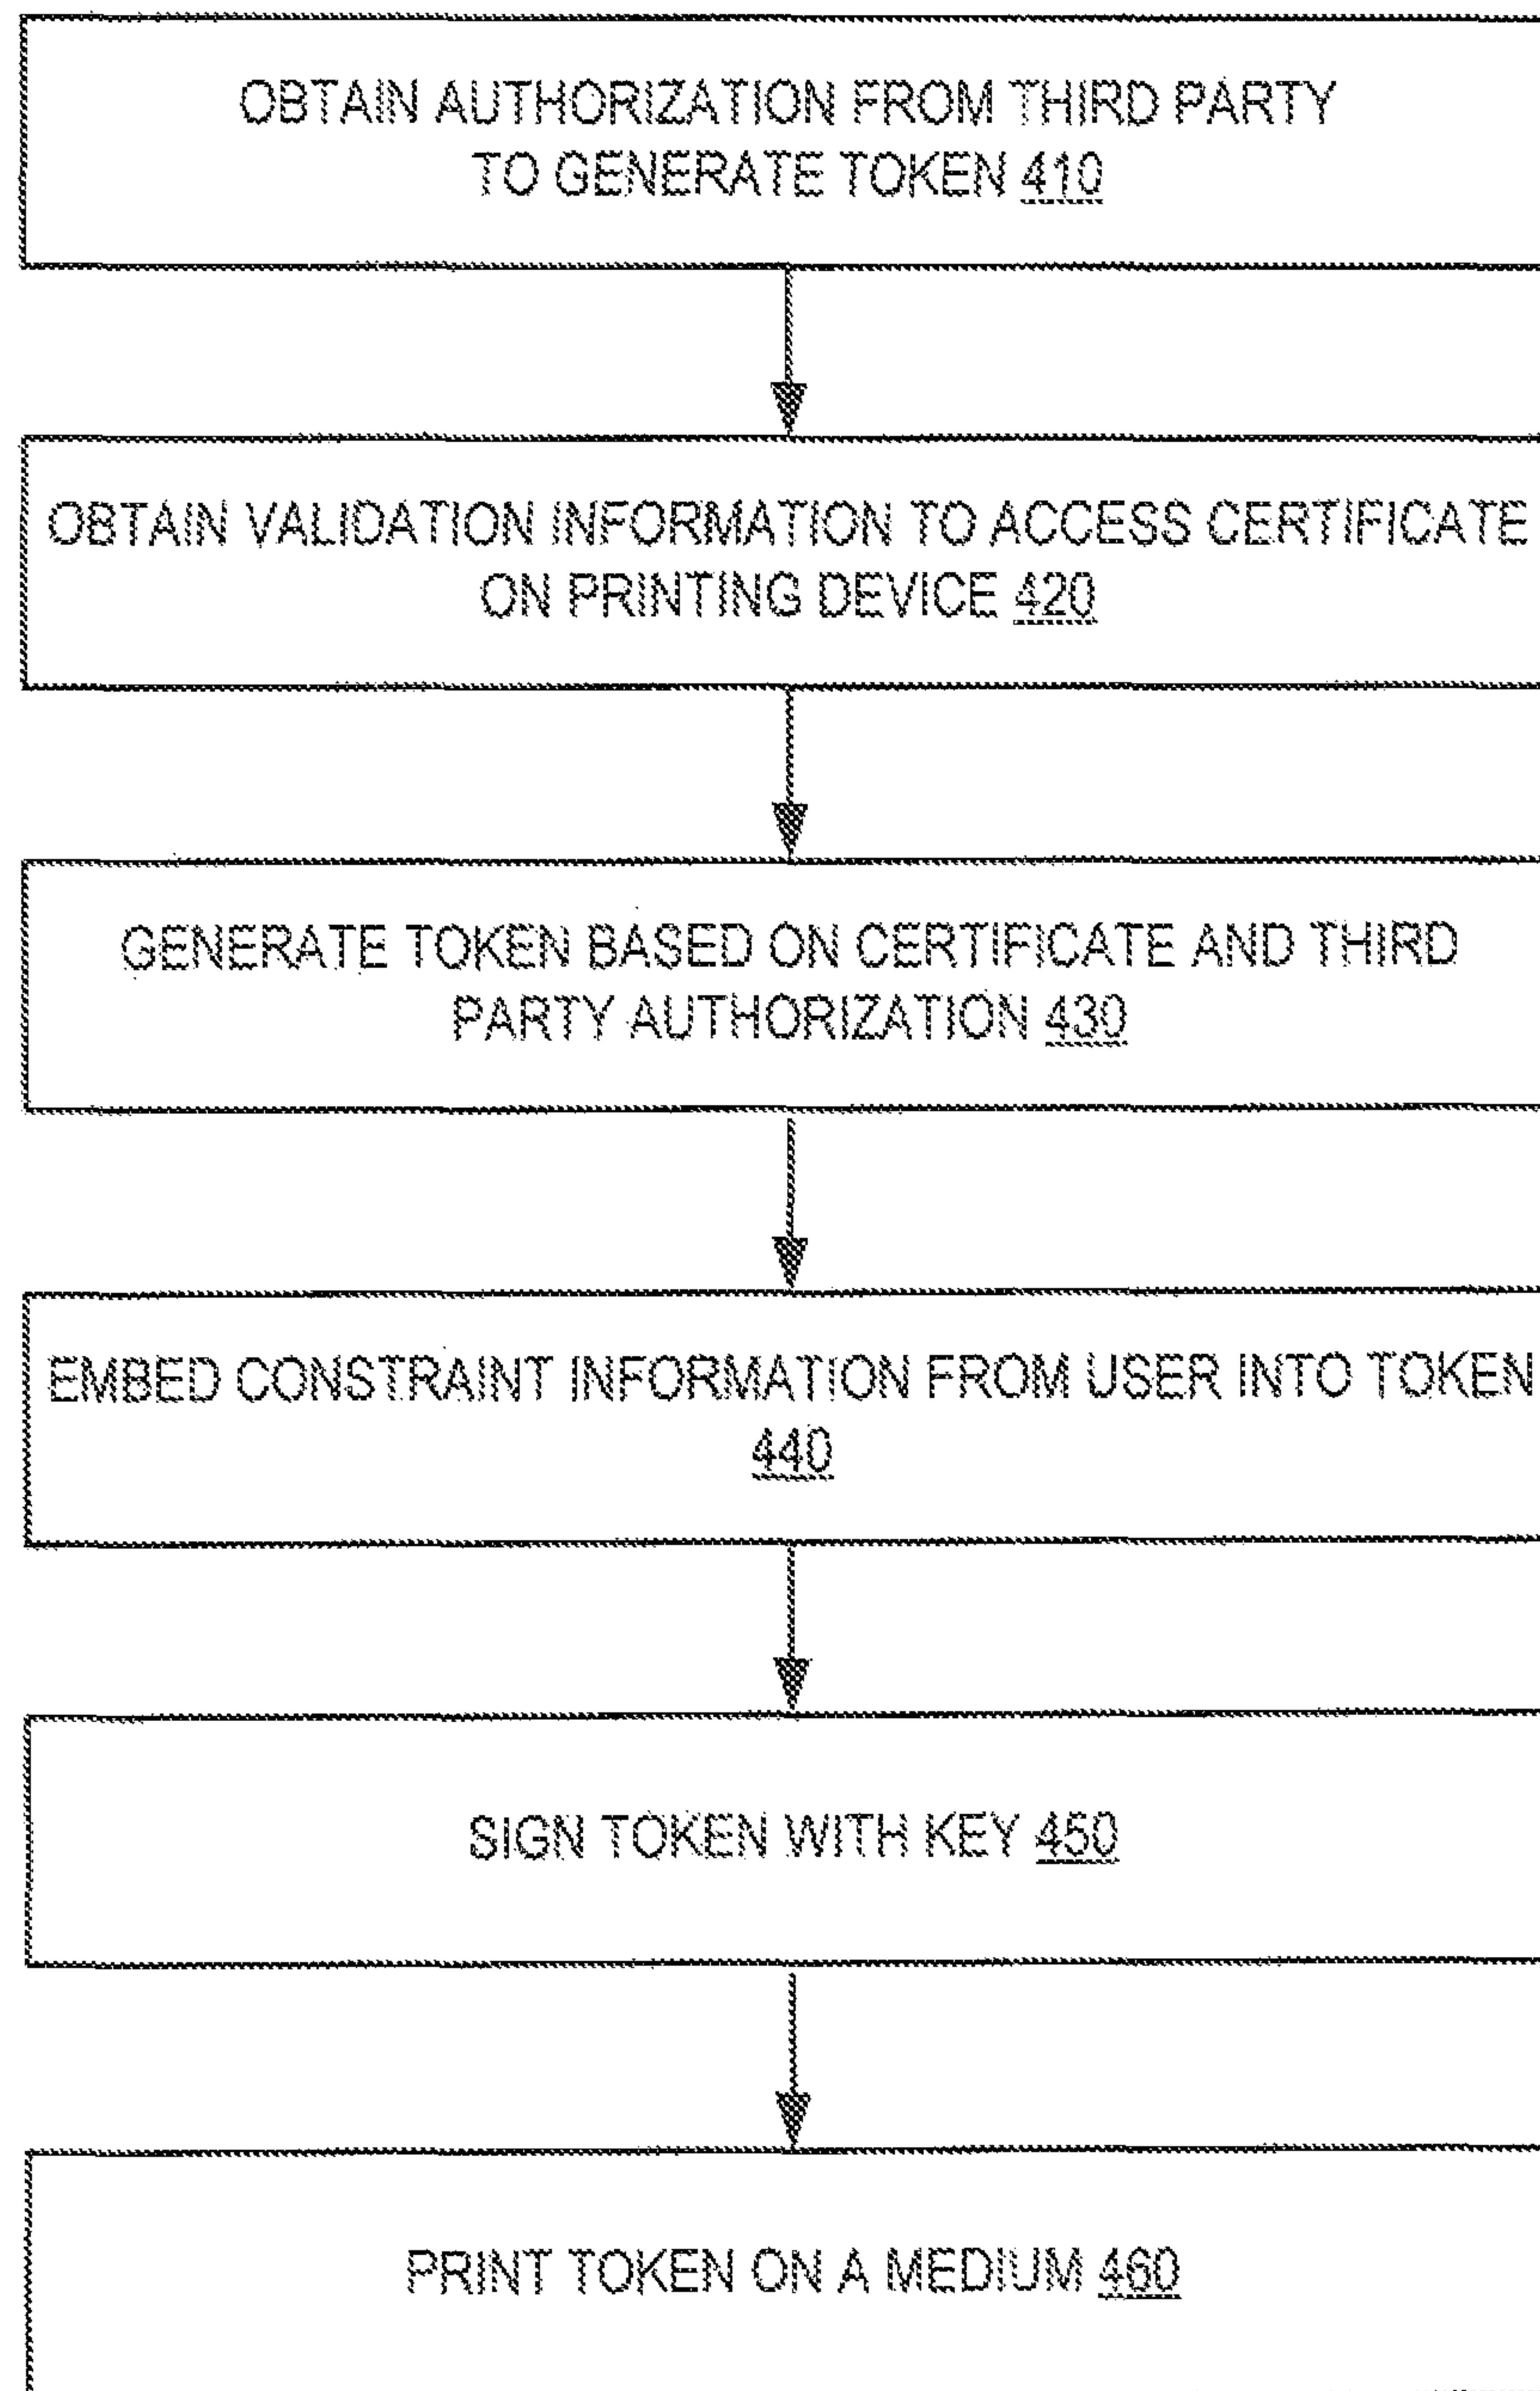 OBTAIN AUTHORIZATION FROM THIRD PARTY
TO GENERATE TOKEN 410
OBTAIN VALIDATION INFORMATION TO ACCESS CERTIFICATE
ON PRINTING DEVICE 420
GENERATE TOKEN BASED ON CERTIFICATE AND THIRD
PARTY AUTHORIZATION 430
EMBED CONSTRAINT INFORMATION FROM USER INTO TOKEN
440
SIGN TOKEN WITH KEY 450
PRINT TOKEN ON A MEDIUM 460